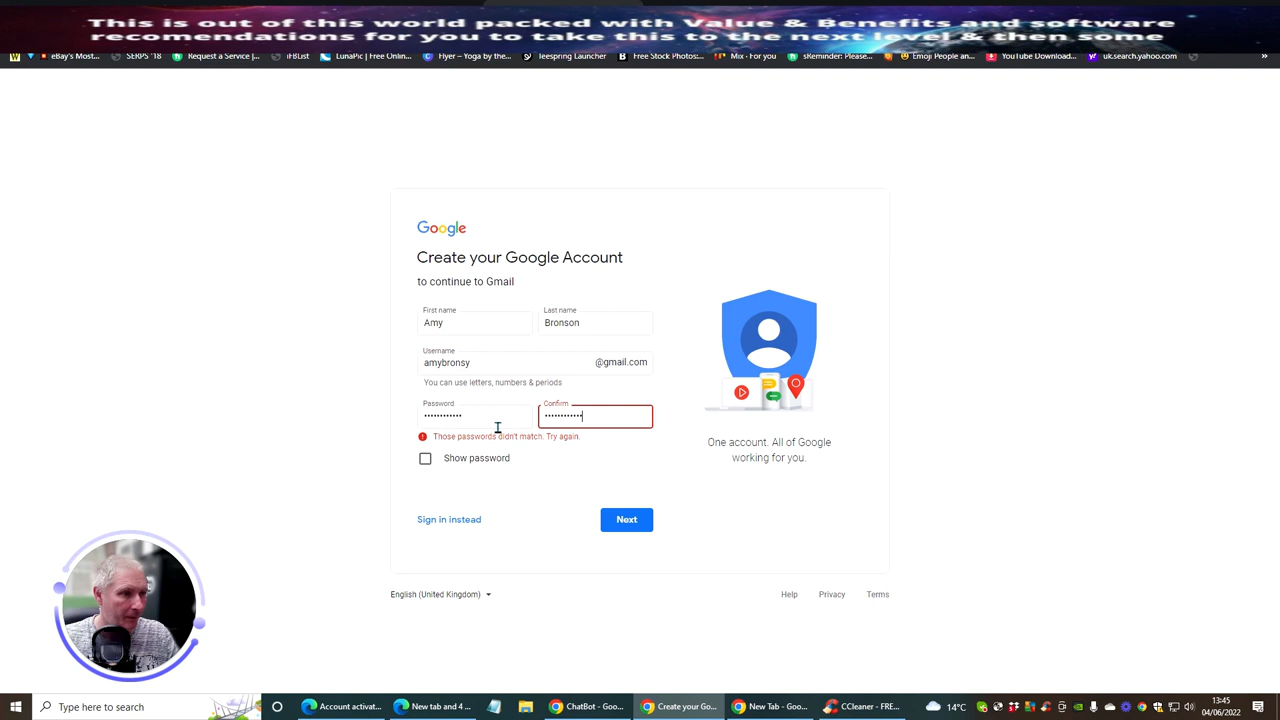 This is out of this world packed with Value & Benefits and software
recomendations for you to take this to the next level & then some
eBay's Most...
SERPS '18
Request a Service |...
iFBList
LunaPic | Free Onlin...
Flyer – Yoga by the...
Teespring Launcher
Free Stock Photos:...
Mix - For you
sReminder: Please...
Emoji People an...
YouTube Download...
uk.search.yahoo.com
»
Google
Create your Google Account
to continue to Gmail
First name
Last name
Amy
Bronson
Username
amybronsy
@gmail.com
You can use letters, numbers & periods
Password
Confirm
••••••••••••
••••••••••••
Those passwords didn't match. Try again.
Show password
One account. All of Google
working for you.
Sign in instead
Next
English (United Kingdom)
Help
Privacy
Terms
Type here to search
Account activat...
New tab and 4 ...
ChatBot - Goo...
Create your Go...
New Tab - Goo...
CCleaner - FRE...
14°C
13:45
04/06/2022